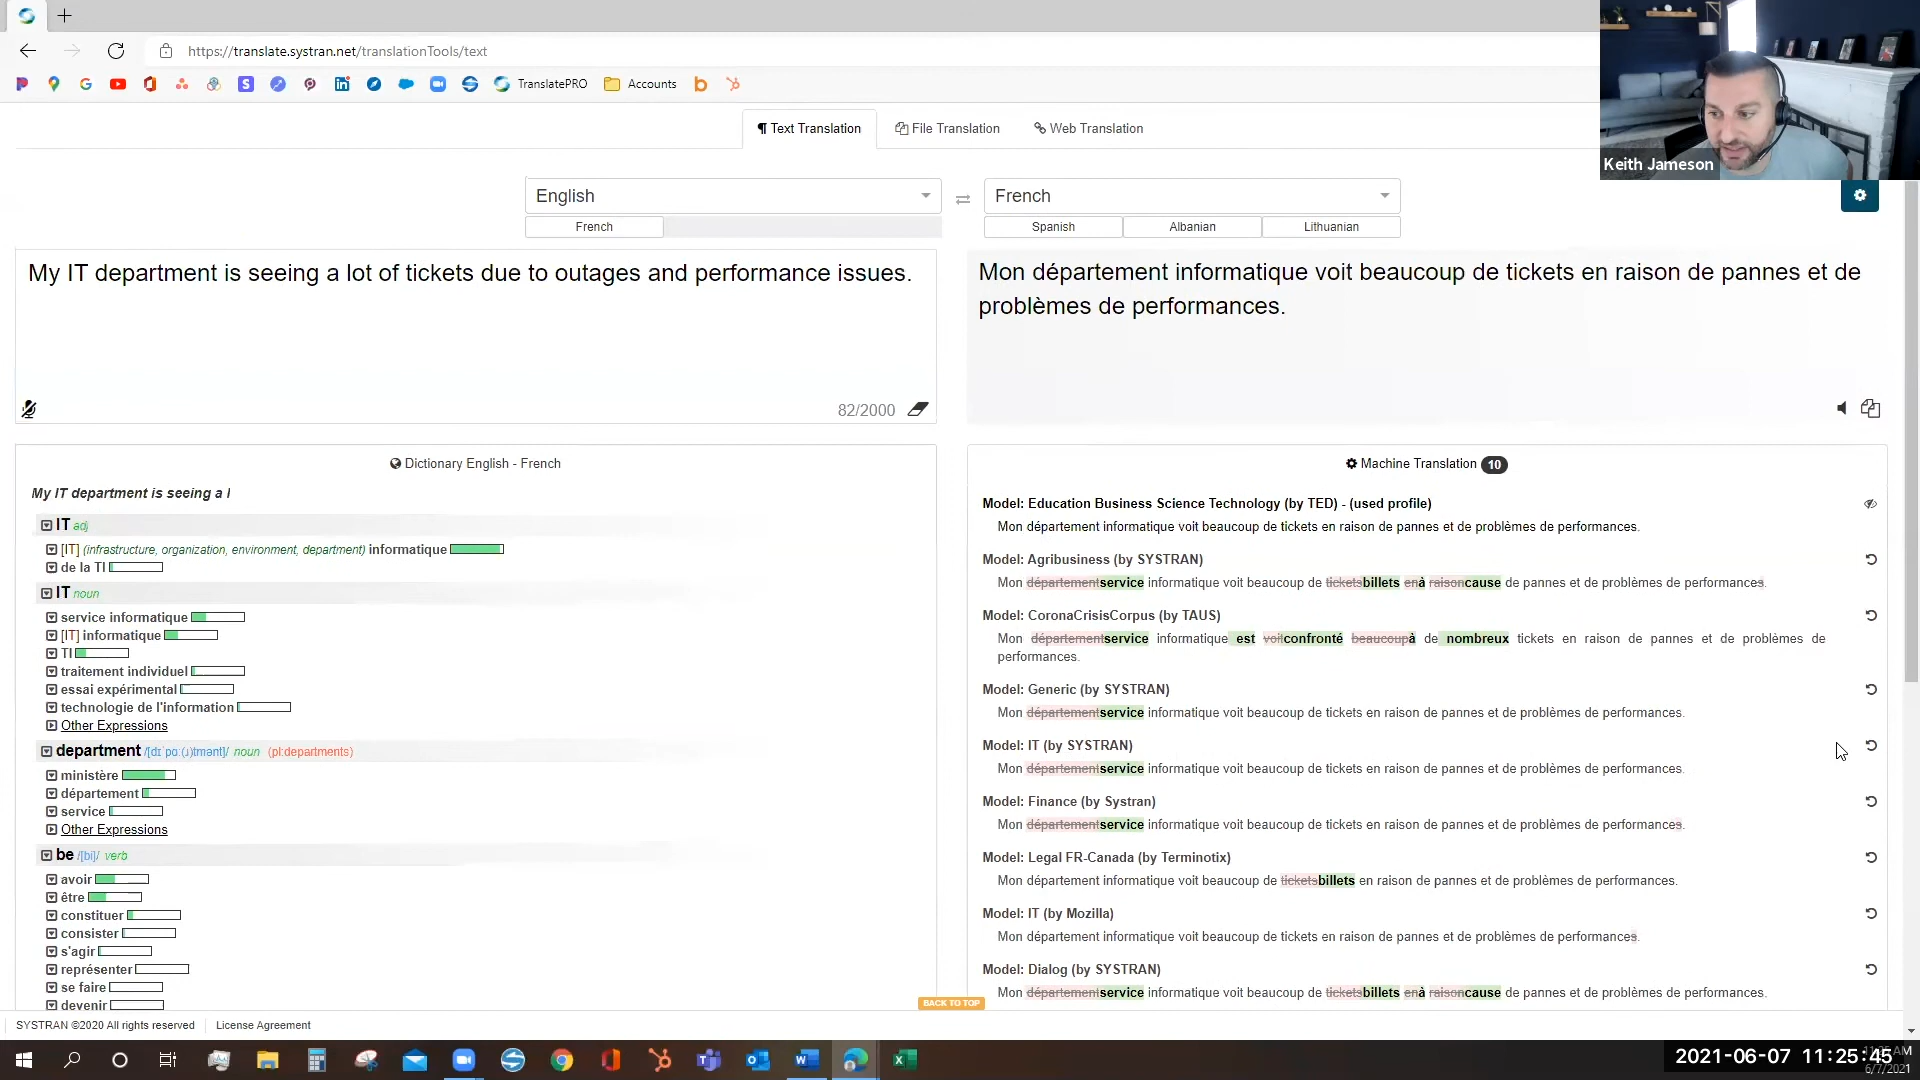 https://translate.systran.net/translationTools/text
TranslatePRO
Accounts
Keith Jameson
Text Translation
File Translation
Web Translation
English
French
French
Spanish
Albanian
Lithuanian
My IT department is seeing a lot of tickets due to outages and performance issues.
82/2000
Mon département informatique voit beaucoup de tickets en raison de pannes et de
problèmes de performances.
Dictionary English - French
My IT department is seeing a l
IT adj
[IT] (infrastructure, organization, environment, department) informatique
de la TI
IT noun
service informatique
[IT] informatique
TI
traitement individuel
essai expérimental
technologie de l'information
Other Expressions
department /[dɪˈpɑː(ɹ)tmənt]/ noun (pl:departments)
ministère
département
service
Other Expressions
be /[bi]/ verb
avoir
être
constituer
consister
s'agir
représenter
se faire
devenir
Machine Translation 10
Model: Education Business Science Technology (by TED) - (used profile)
Mon département informatique voit beaucoup de tickets en raison de pannes et de problèmes de performances.
Model: Agribusiness (by SYSTRAN)
Mon départementservice informatique voit beaucoup de ticketsbillets enà raisoncause de pannes et de problèmes de performances.
Model: CoronaCrisisCorpus (by TAUS)
Mon départementservice informatique est voitconfronté beaucoupà de nombreux tickets en raison de pannes et de problèmes de
performances.
Model: Generic (by SYSTRAN)
Mon départementservice informatique voit beaucoup de tickets en raison de pannes et de problèmes de performances.
Model: IT (by SYSTRAN)
Mon départementservice informatique voit beaucoup de tickets en raison de pannes et de problèmes de performances.
Model: Finance (by Systran)
Mon départementservice informatique voit beaucoup de tickets en raison de pannes et de problèmes de performances.
Model: Legal FR-Canada (by Terminotix)
Mon département informatique voit beaucoup de ticketsbillets en raison de pannes et de problèmes de performances.
Model: IT (by Mozilla)
Mon département informatique voit beaucoup de tickets en raison de pannes et de problèmes de performances.
Model: Dialog (by SYSTRAN)
Mon départementservice informatique voit beaucoup de ticketsbillets enà raisoncause de pannes et de problèmes de performances.
BACK TO TOP
SYSTRAN ©2020 All rights reserved
License Agreement
2021-06-07 11:25:45
6/7/2021